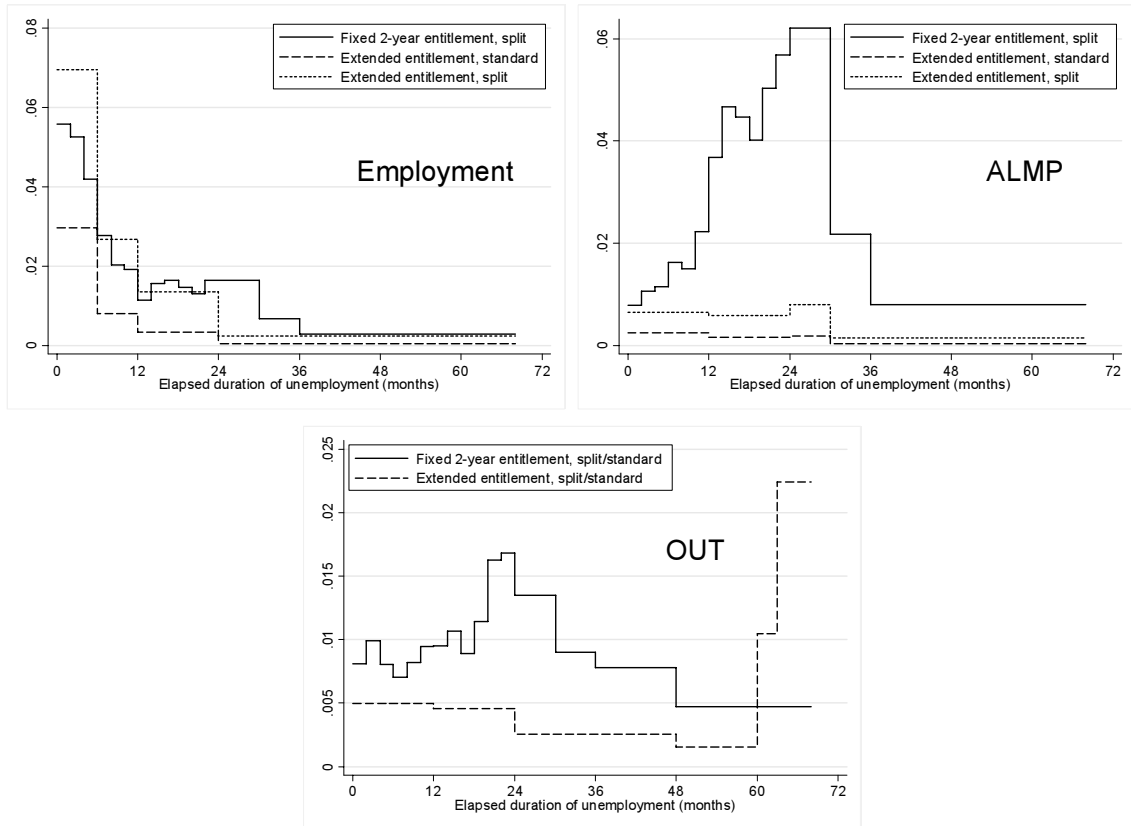 Fixed 2-year entitlement, split
Extended entitlement, standard
Extended entitlement, split
Employment
.08
.06
.04
.02
0
0 12 24 36 48 60 72
Elapsed duration of unemployment (months)
Fixed 2-year entitlement, split
Extended entitlement, standard
Extended entitlement, split
ALMP
.06
.04
.02
0
0 12 24 36 48 60 72
Elapsed duration of unemployment (months)
Fixed 2-year entitlement, split/standard
Extended entitlement, split/standard
OUT
.025
.02
.015
.01
.005
0
0 12 24 36 48 60 72
Elapsed duration of unemployment (months)